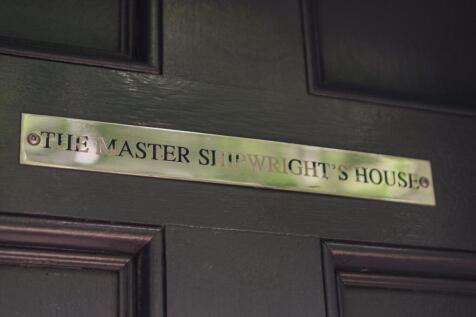 THE MASTER SHIPWRIGHT'S HOUSE